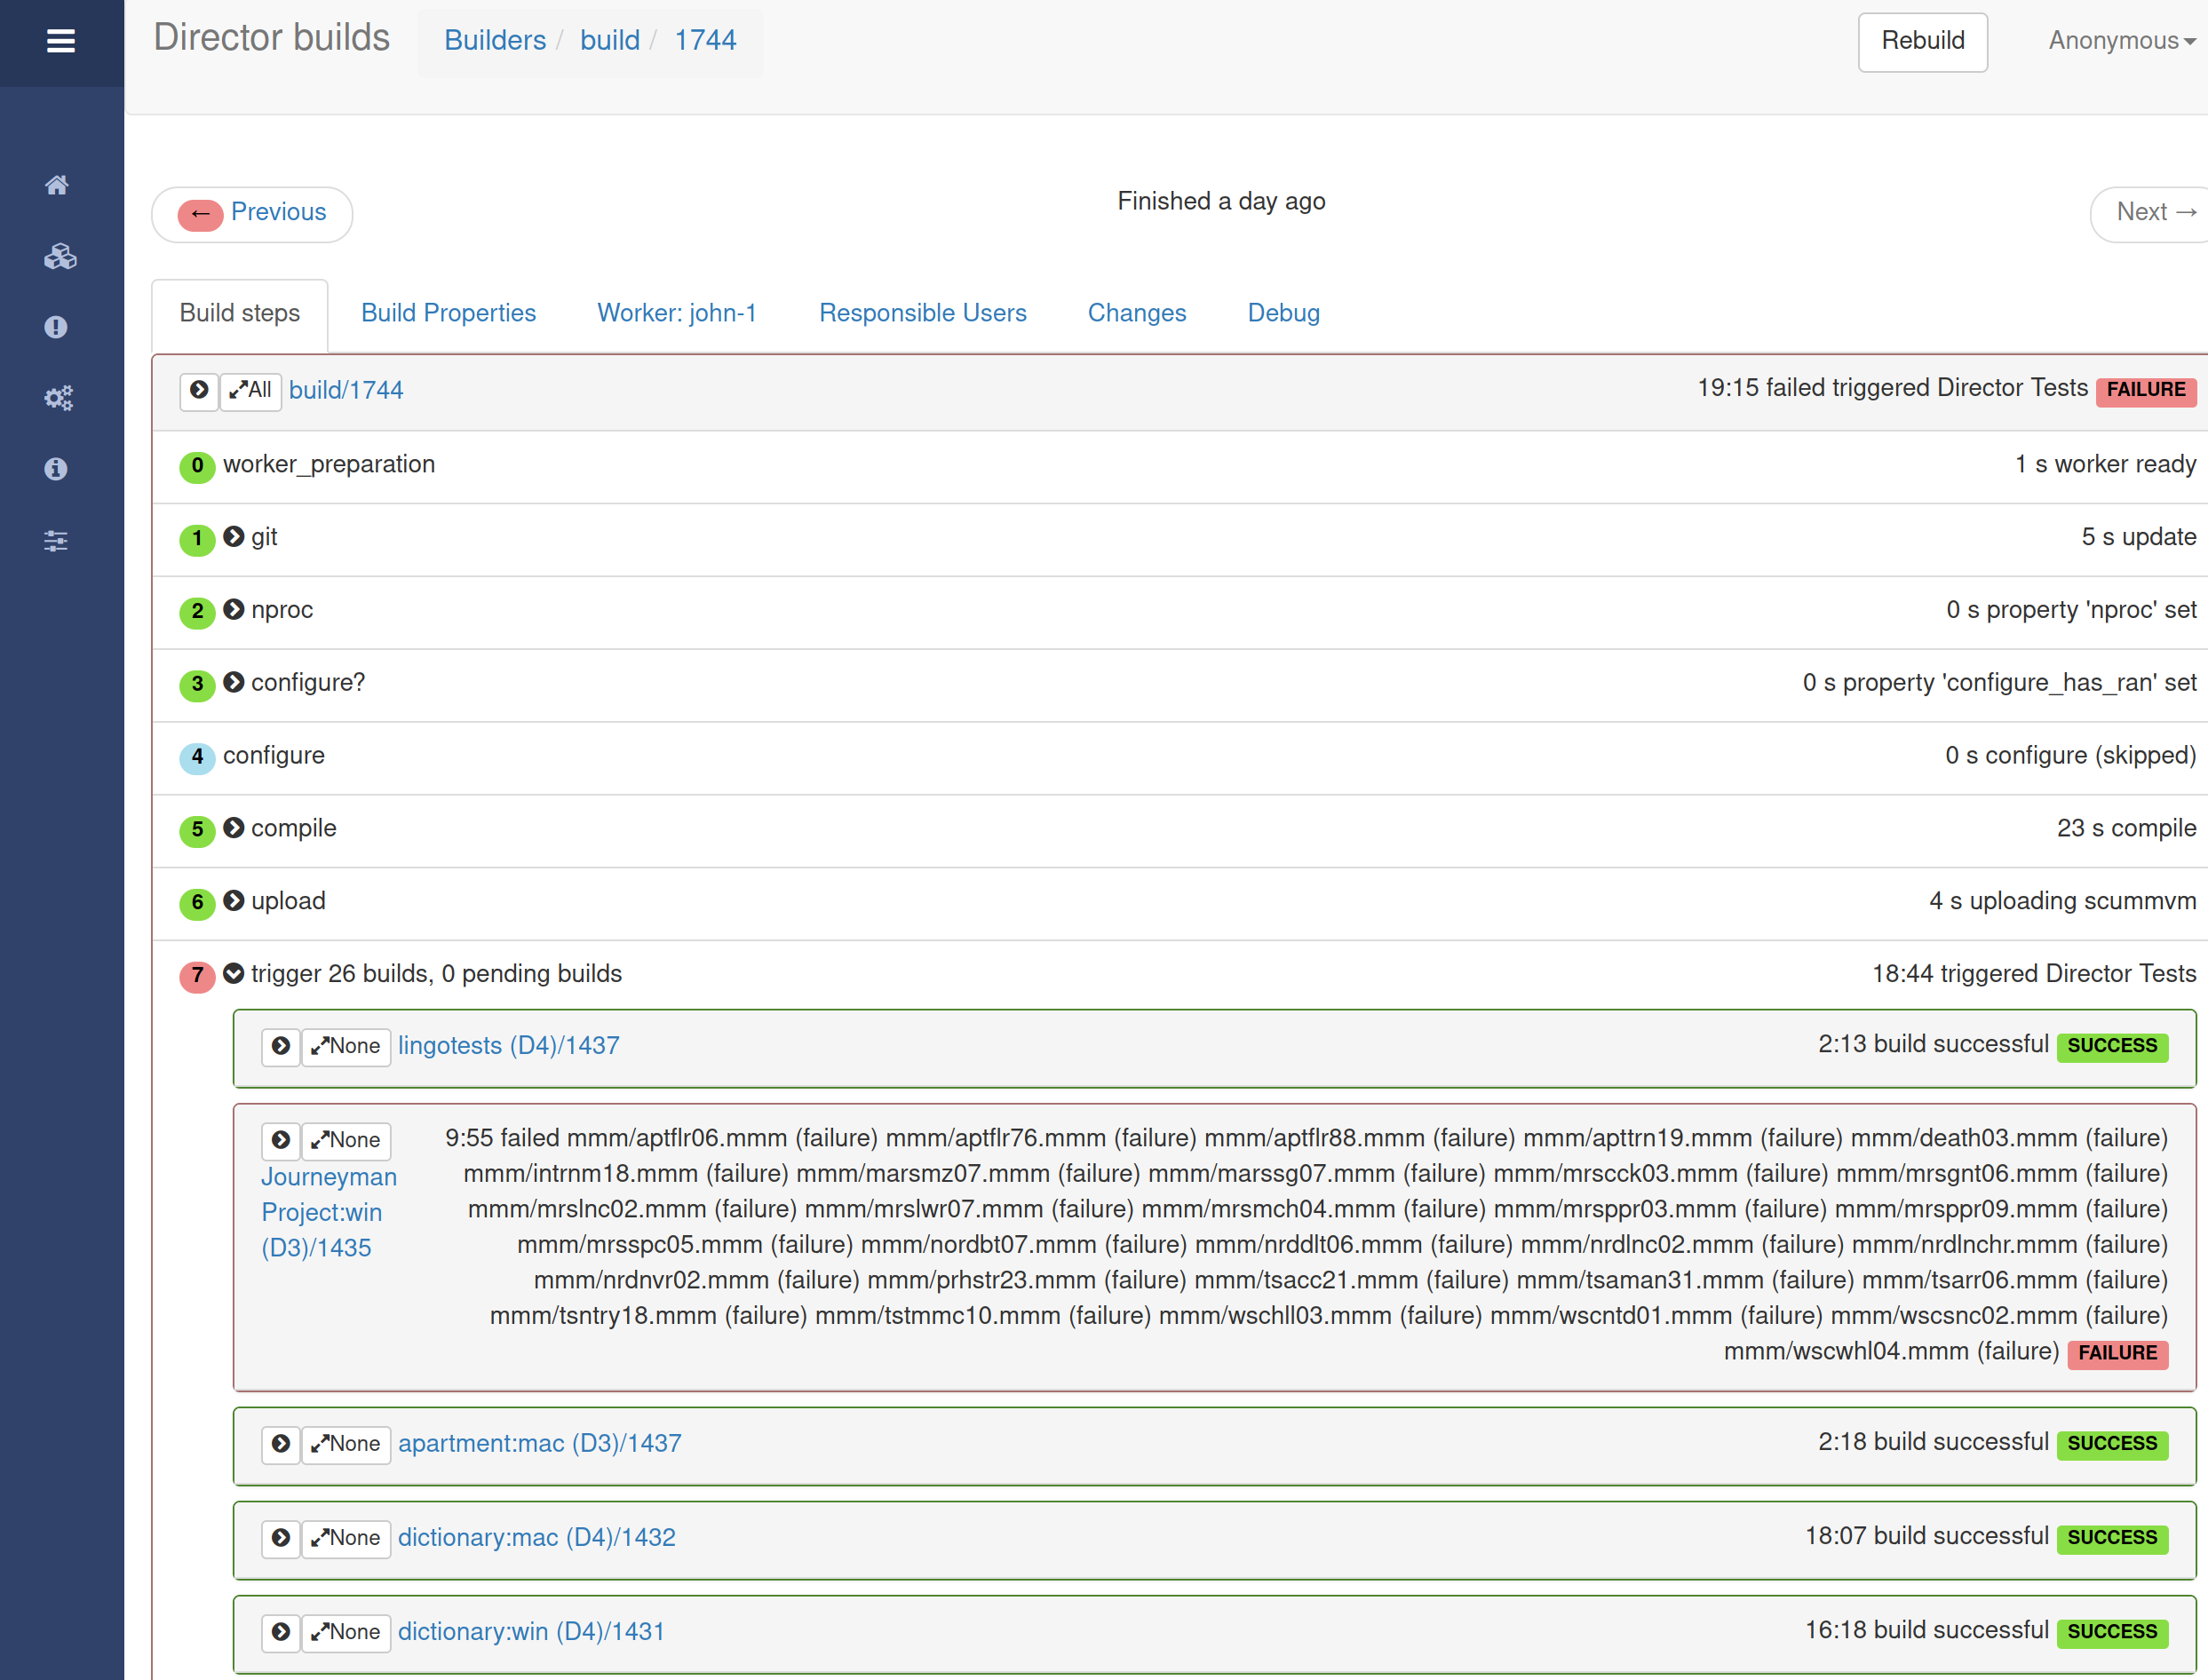 Director builds Builders / build / 1744 Rebuild Anonymous
← Previous Finished a day ago Next →
Build steps Build Properties Worker: john-1 Responsible Users Changes Debug
All build/1744 19:15 failed triggered Director Tests FAILURE
0 worker_preparation 1 s worker ready
1 git 5 s update
2 nproc 0 s property 'nproc' set
3 configure? 0 s property 'configure_has_ran' set
4 configure 0 s configure (skipped)
5 compile 23 s compile
6 upload 4 s uploading scummvm
7 trigger 26 builds, 0 pending builds 18:44 triggered Director Tests
None lingotests (D4)/1437 2:13 build successful SUCCESS
None 9:55 failed mmm/aptflr06.mmm (failure) mmm/aptflr76.mmm (failure) mmm/aptflr88.mmm (failure) mmm/apttrn19.mmm (failure) mmm/death03.mmm (failure)
Journeyman mmm/intrnm18.mmm (failure) mmm/marsmz07.mmm (failure) mmm/marssg07.mmm (failure) mmm/mrscck03.mmm (failure) mmm/mrsgnt06.mmm (failure)
Project:win mmm/mrslnc02.mmm (failure) mmm/mrslwr07.mmm (failure) mmm/mrsmch04.mmm (failure) mmm/mrsppr03.mmm (failure) mmm/mrsppr09.mmm (failure)
(D3)/1435 mmm/mrsspc05.mmm (failure) mmm/nordbt07.mmm (failure) mmm/nrddlt06.mmm (failure) mmm/nrdlnc02.mmm (failure) mmm/nrdlnchr.mmm (failure)
mmm/nrdnvr02.mmm (failure) mmm/prhstr23.mmm (failure) mmm/tsacc21.mmm (failure) mmm/tsaman31.mmm (failure) mmm/tsarr06.mmm (failure)
mmm/tsntry18.mmm (failure) mmm/tstmmc10.mmm (failure) mmm/wschll03.mmm (failure) mmm/wscntd01.mmm (failure) mmm/wscsnc02.mmm (failure)
mmm/wscwhl04.mmm (failure) FAILURE
None apartment:mac (D3)/1437 2:18 build successful SUCCESS
None dictionary:mac (D4)/1432 18:07 build successful SUCCESS
None dictionary:win (D4)/1431 16:18 build successful SUCCESS